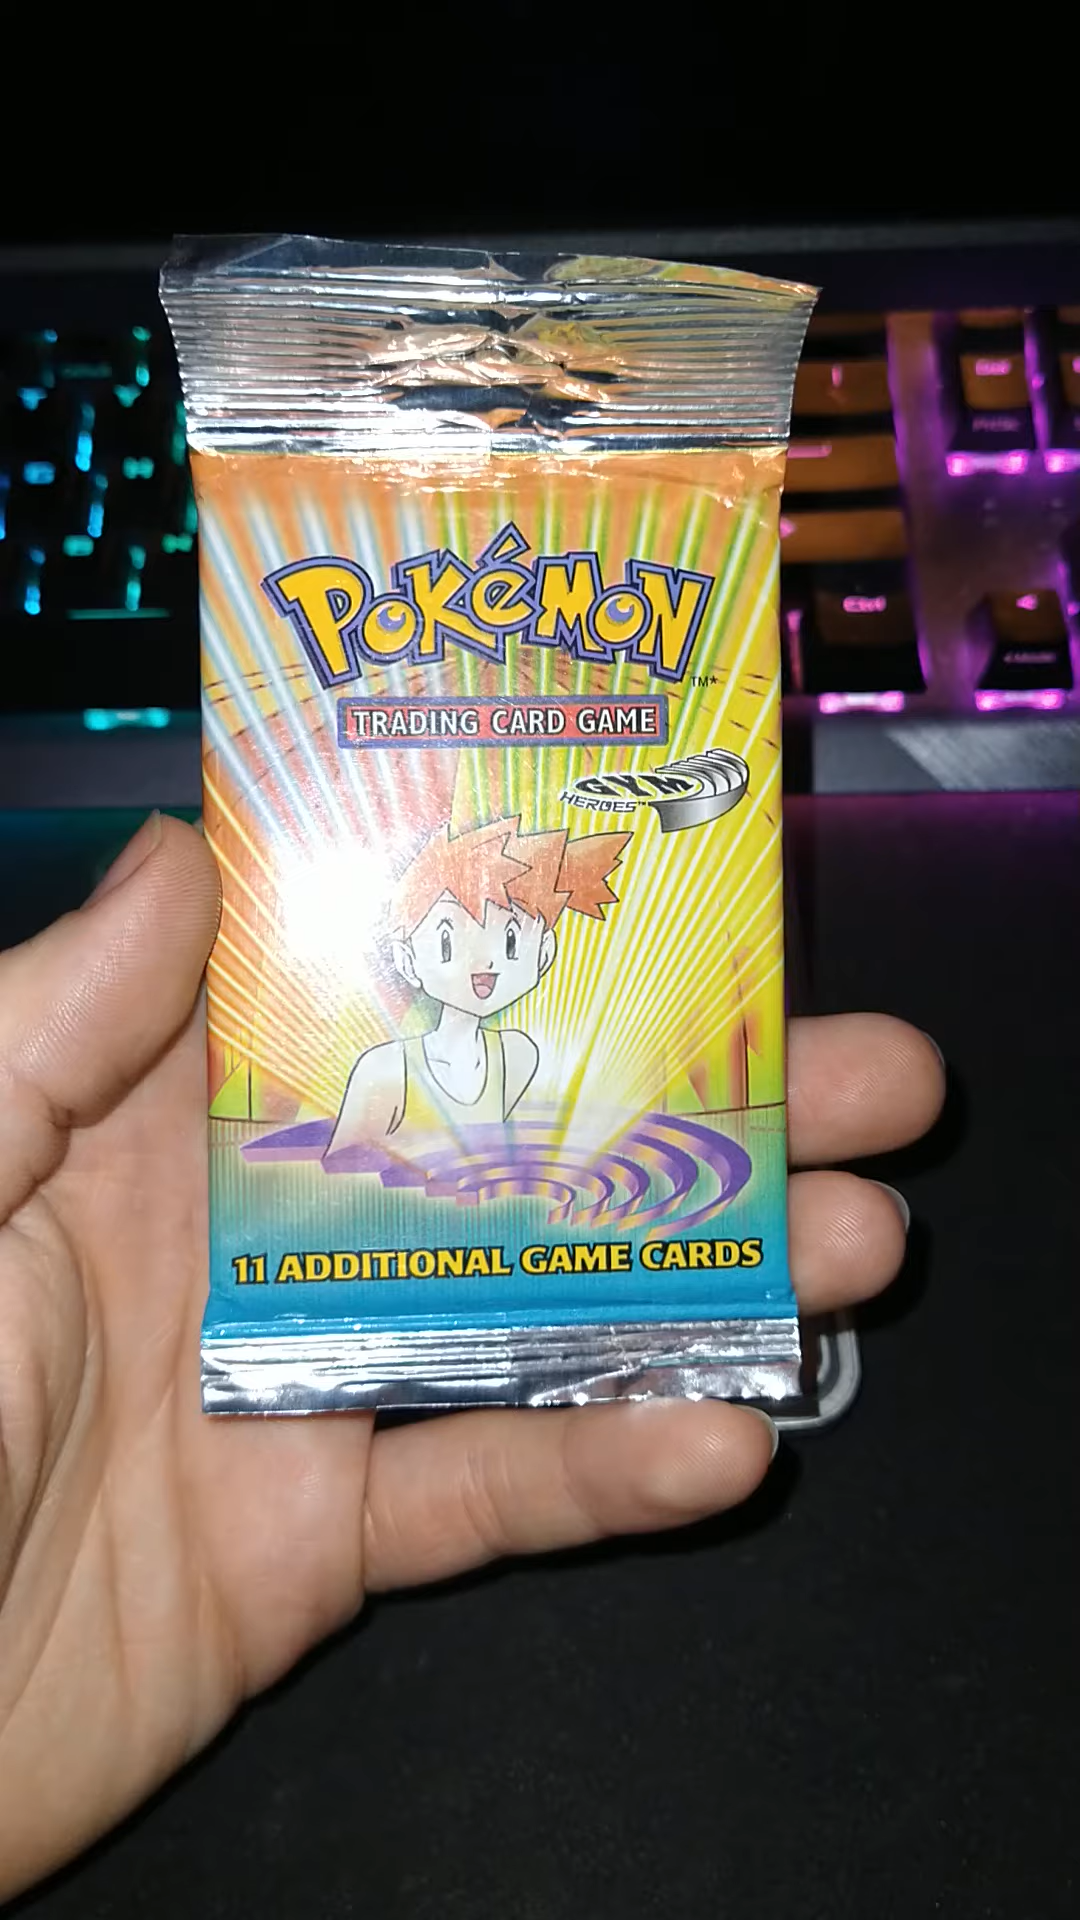 POKéMON
TM*
TRADING CARD GAME
GYM
HEROES™
11 ADDITIONAL GAME CARDS